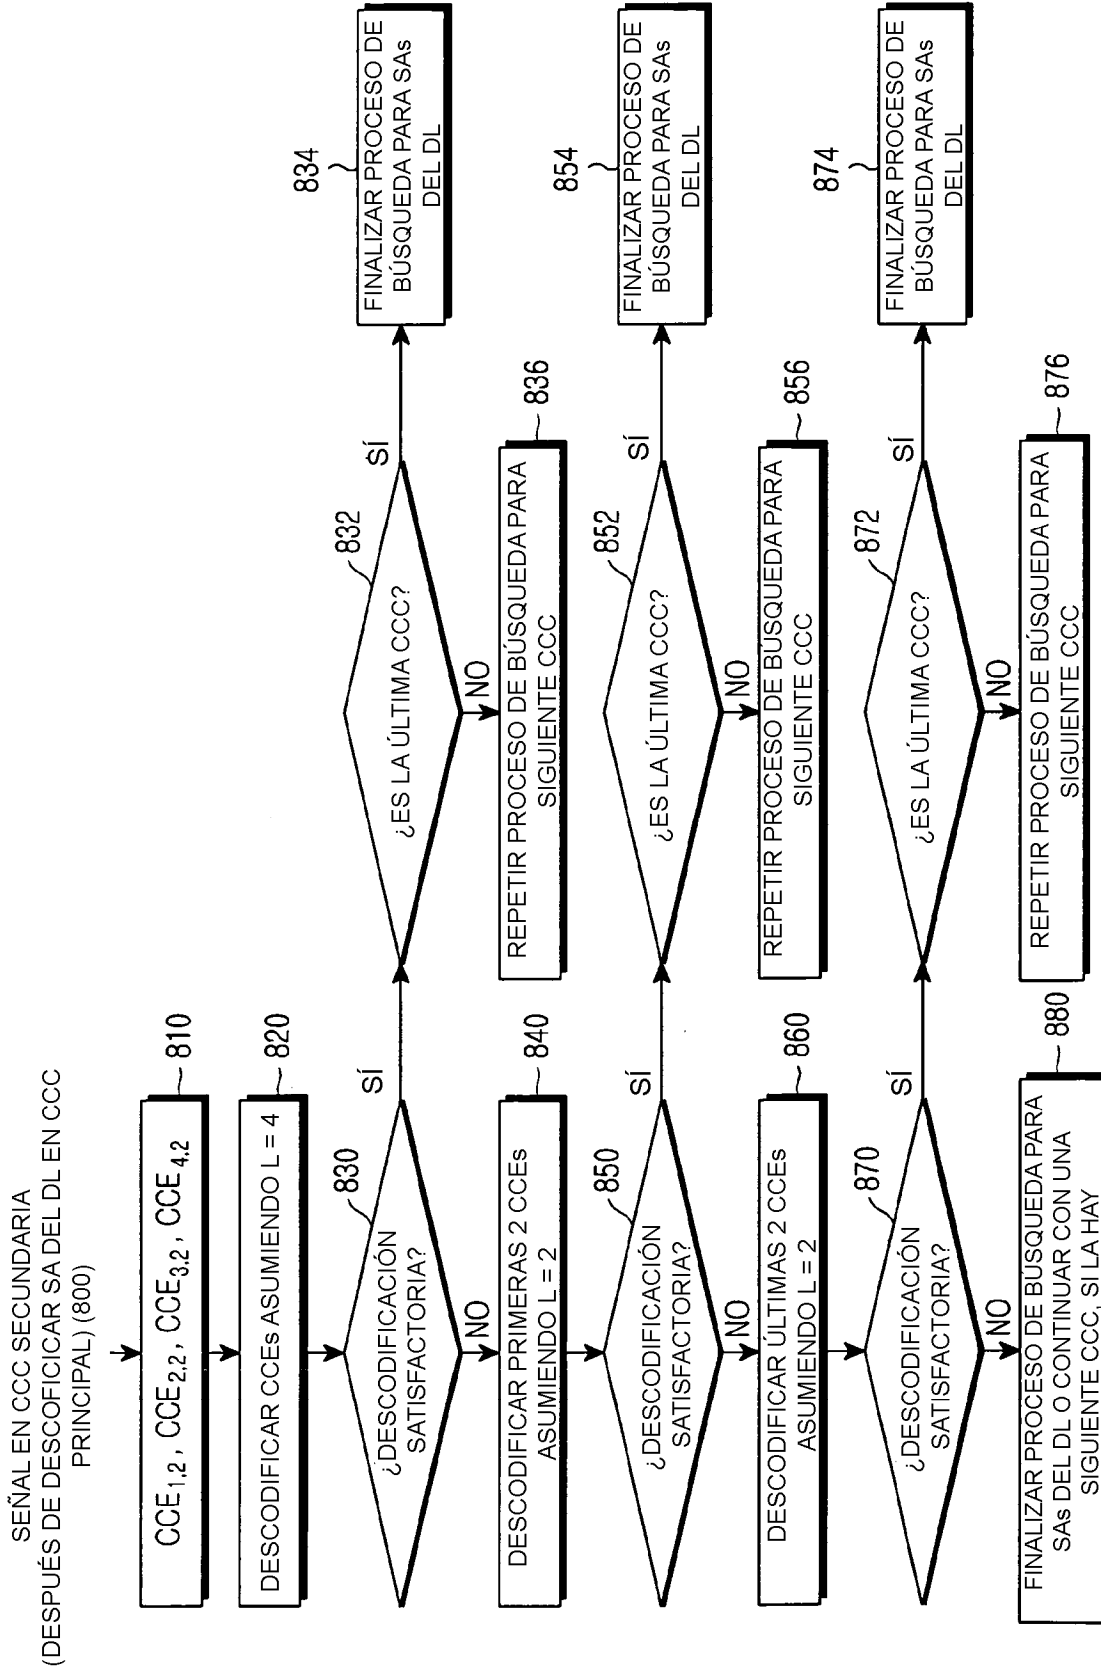 SEÑAL EN CCC SECUNDARIA
(DESPUÉS DE DESCOFICICAR SA DEL DL EN CCC
PRINCIPAL) (800)
CCE1,2, CCE2,2, CCE3,2, CCE4,2
810
DESCODIFICAR CCEs ASUMIENDO L = 4
820
¿DESCODIFICACIÓN
SATISFACTORIA?
830
SÍ
NO
¿ES LA ÚLTIMA CCC?
832
SÍ
NO
FINALIZAR PROCESO DE
BÚSQUEDA PARA SAs
DEL DL
834
REPETIR PROCESO DE BÚSQUEDA PARA
SIGUIENTE CCC
836
DESCODIFICAR PRIMERAS 2 CCEs
ASUMIENDO L = 2
840
¿DESCODIFICACIÓN
SATISFACTORIA?
850
SÍ
NO
¿ES LA ÚLTIMA CCC?
852
SÍ
NO
FINALIZAR PROCESO DE
BÚSQUEDA PARA SAs
DEL DL
854
REPETIR PROCESO DE BÚSQUEDA PARA
SIGUIENTE CCC
856
DESCODIFICAR ÚLTIMAS 2 CCEs
ASUMIENDO L = 2
860
¿DESCODIFICACIÓN
SATISFACTORIA?
870
SÍ
NO
¿ES LA ÚLTIMA CCC?
872
SÍ
NO
FINALIZAR PROCESO DE
BÚSQUEDA PARA SAs
DEL DL
874
REPETIR PROCESO DE BÚSQUEDA PARA
SIGUIENTE CCC
876
FINALIZAR PROCESO DE BÚSQUEDA PARA
SAs DEL DL O CONTINUAR CON UNA
SIGUIENTE CCC, SI LA HAY
880